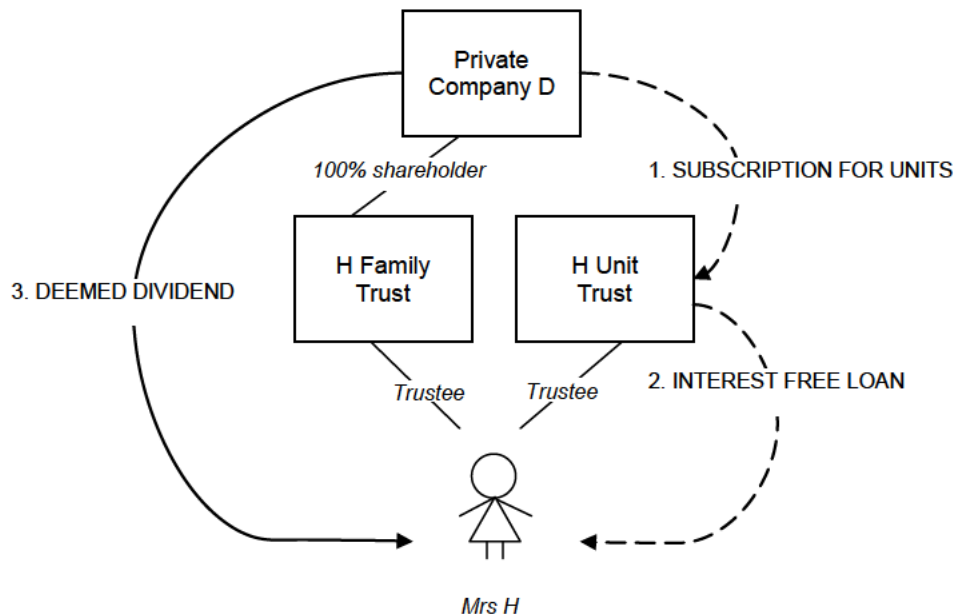 Private
Company D
100% shareholder
1. SUBSCRIPTION FOR UNITS
H Family
Trust
H Unit
Trust
3. DEEMED DIVIDEND
2. INTEREST FREE LOAN
Trustee
Trustee
Mrs H